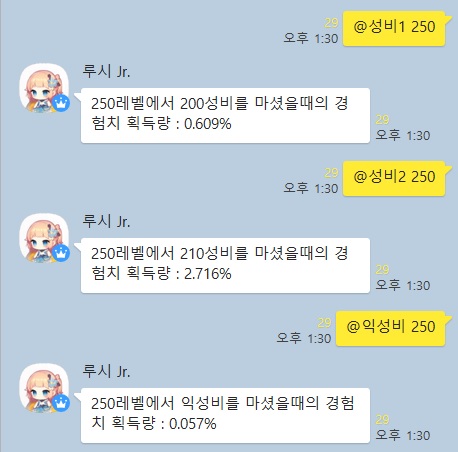 @성비1 250
29
오후 1:30
루시 Jr.
250레벨에서 200성비를 마셨을때의 경
험치 획득량 : 0.609%
29
오후 1:30
@성비2 250
29
오후 1:30
루시 Jr.
250레벨에서 210성비를 마셨을때의 경
험치 획득량 : 2.716%
29
오후 1:30
@익성비 250
29
오후 1:30
루시 Jr.
250레벨에서 익성비를 마셨을때의 경험
치 획득량 : 0.057%
29
오후 1:30